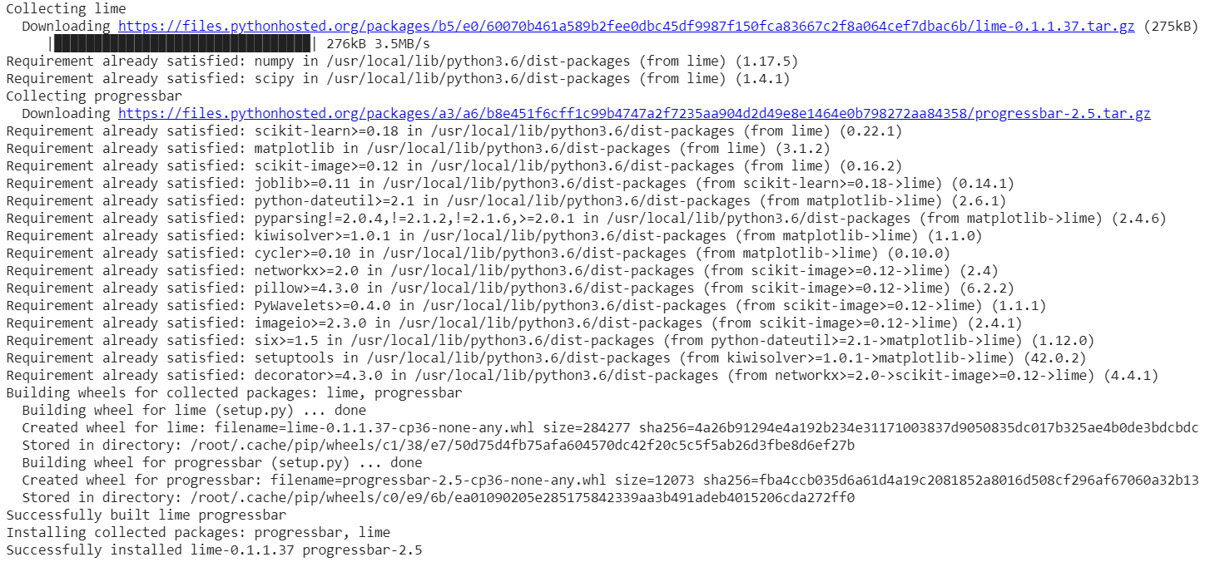 Collecting lime
Downloading https://files.pythonhosted.org/packages/b5/e0/60070b461a589b2fee0dbc45df9987f150fca83667c2f8a064cef7dbac6b/lime-0.1.1.37.tar.gz (275kB)
|████████████████████████████████| 276kB 3.5MB/s
Requirement already satisfied: numpy in /usr/local/lib/python3.6/dist-packages (from lime) (1.17.5)
Requirement already satisfied: scipy in /usr/local/lib/python3.6/dist-packages (from lime) (1.4.1)
Collecting progressbar
Downloading https://files.pythonhosted.org/packages/a3/a6/b8e451f6cff1c99b4747a2f7235aa904d2d49e8e1464e0b798272aa84358/progressbar-2.5.tar.gz
Requirement already satisfied: scikit-learn>=0.18 in /usr/local/lib/python3.6/dist-packages (from lime) (0.22.1)
Requirement already satisfied: matplotlib in /usr/local/lib/python3.6/dist-packages (from lime) (3.1.2)
Requirement already satisfied: scikit-image>=0.12 in /usr/local/lib/python3.6/dist-packages (from lime) (0.16.2)
Requirement already satisfied: joblib>=0.11 in /usr/local/lib/python3.6/dist-packages (from scikit-learn>=0.18->lime) (0.14.1)
Requirement already satisfied: python-dateutil>=2.1 in /usr/local/lib/python3.6/dist-packages (from matplotlib->lime) (2.6.1)
Requirement already satisfied: pyparsing!=2.0.4,!=2.1.2,!=2.1.6,>=2.0.1 in /usr/local/lib/python3.6/dist-packages (from matplotlib->lime) (2.4.6)
Requirement already satisfied: kiwisolver>=1.0.1 in /usr/local/lib/python3.6/dist-packages (from matplotlib->lime) (1.1.0)
Requirement already satisfied: cycler>=0.10 in /usr/local/lib/python3.6/dist-packages (from matplotlib->lime) (0.10.0)
Requirement already satisfied: networkx>=2.0 in /usr/local/lib/python3.6/dist-packages (from scikit-image>=0.12->lime) (2.4)
Requirement already satisfied: pillow>=4.3.0 in /usr/local/lib/python3.6/dist-packages (from scikit-image>=0.12->lime) (6.2.2)
Requirement already satisfied: PyWavelets>=0.4.0 in /usr/local/lib/python3.6/dist-packages (from scikit-image>=0.12->lime) (1.1.1)
Requirement already satisfied: imageio>=2.3.0 in /usr/local/lib/python3.6/dist-packages (from scikit-image>=0.12->lime) (2.4.1)
Requirement already satisfied: six>=1.5 in /usr/local/lib/python3.6/dist-packages (from python-dateutil>=2.1->matplotlib->lime) (1.12.0)
Requirement already satisfied: setuptools in /usr/local/lib/python3.6/dist-packages (from kiwisolver>=1.0.1->matplotlib->lime) (42.0.2)
Requirement already satisfied: decorator>=4.3.0 in /usr/local/lib/python3.6/dist-packages (from networkx>=2.0->scikit-image>=0.12->lime) (4.4.1)
Building wheels for collected packages: lime, progressbar
Building wheel for lime (setup.py) ... done
Created wheel for lime: filename=lime-0.1.1.37-cp36-none-any.whl size=284277 sha256=4a26b91294e4a192b234e31171003837d9050835dc017b325ae4b0de3bdcbdc
Stored in directory: /root/.cache/pip/wheels/c1/38/e7/50d75d4fb75afa604570dc42f20c5c5f5ab26d3fbe8d6ef27b
Building wheel for progressbar (setup.py) ... done
Created wheel for progressbar: filename=progressbar-2.5-cp36-none-any.whl size=12073 sha256=fba4ccb035d6a61d4a19c2081852a8016d508cf296af67060a32b13
Stored in directory: /root/.cache/pip/wheels/c0/e9/6b/ea01090205e285175842339aa3b491adeb4015206cda272ff0
Successfully built lime progressbar
Installing collected packages: progressbar, lime
Successfully installed lime-0.1.1.37 progressbar-2.5